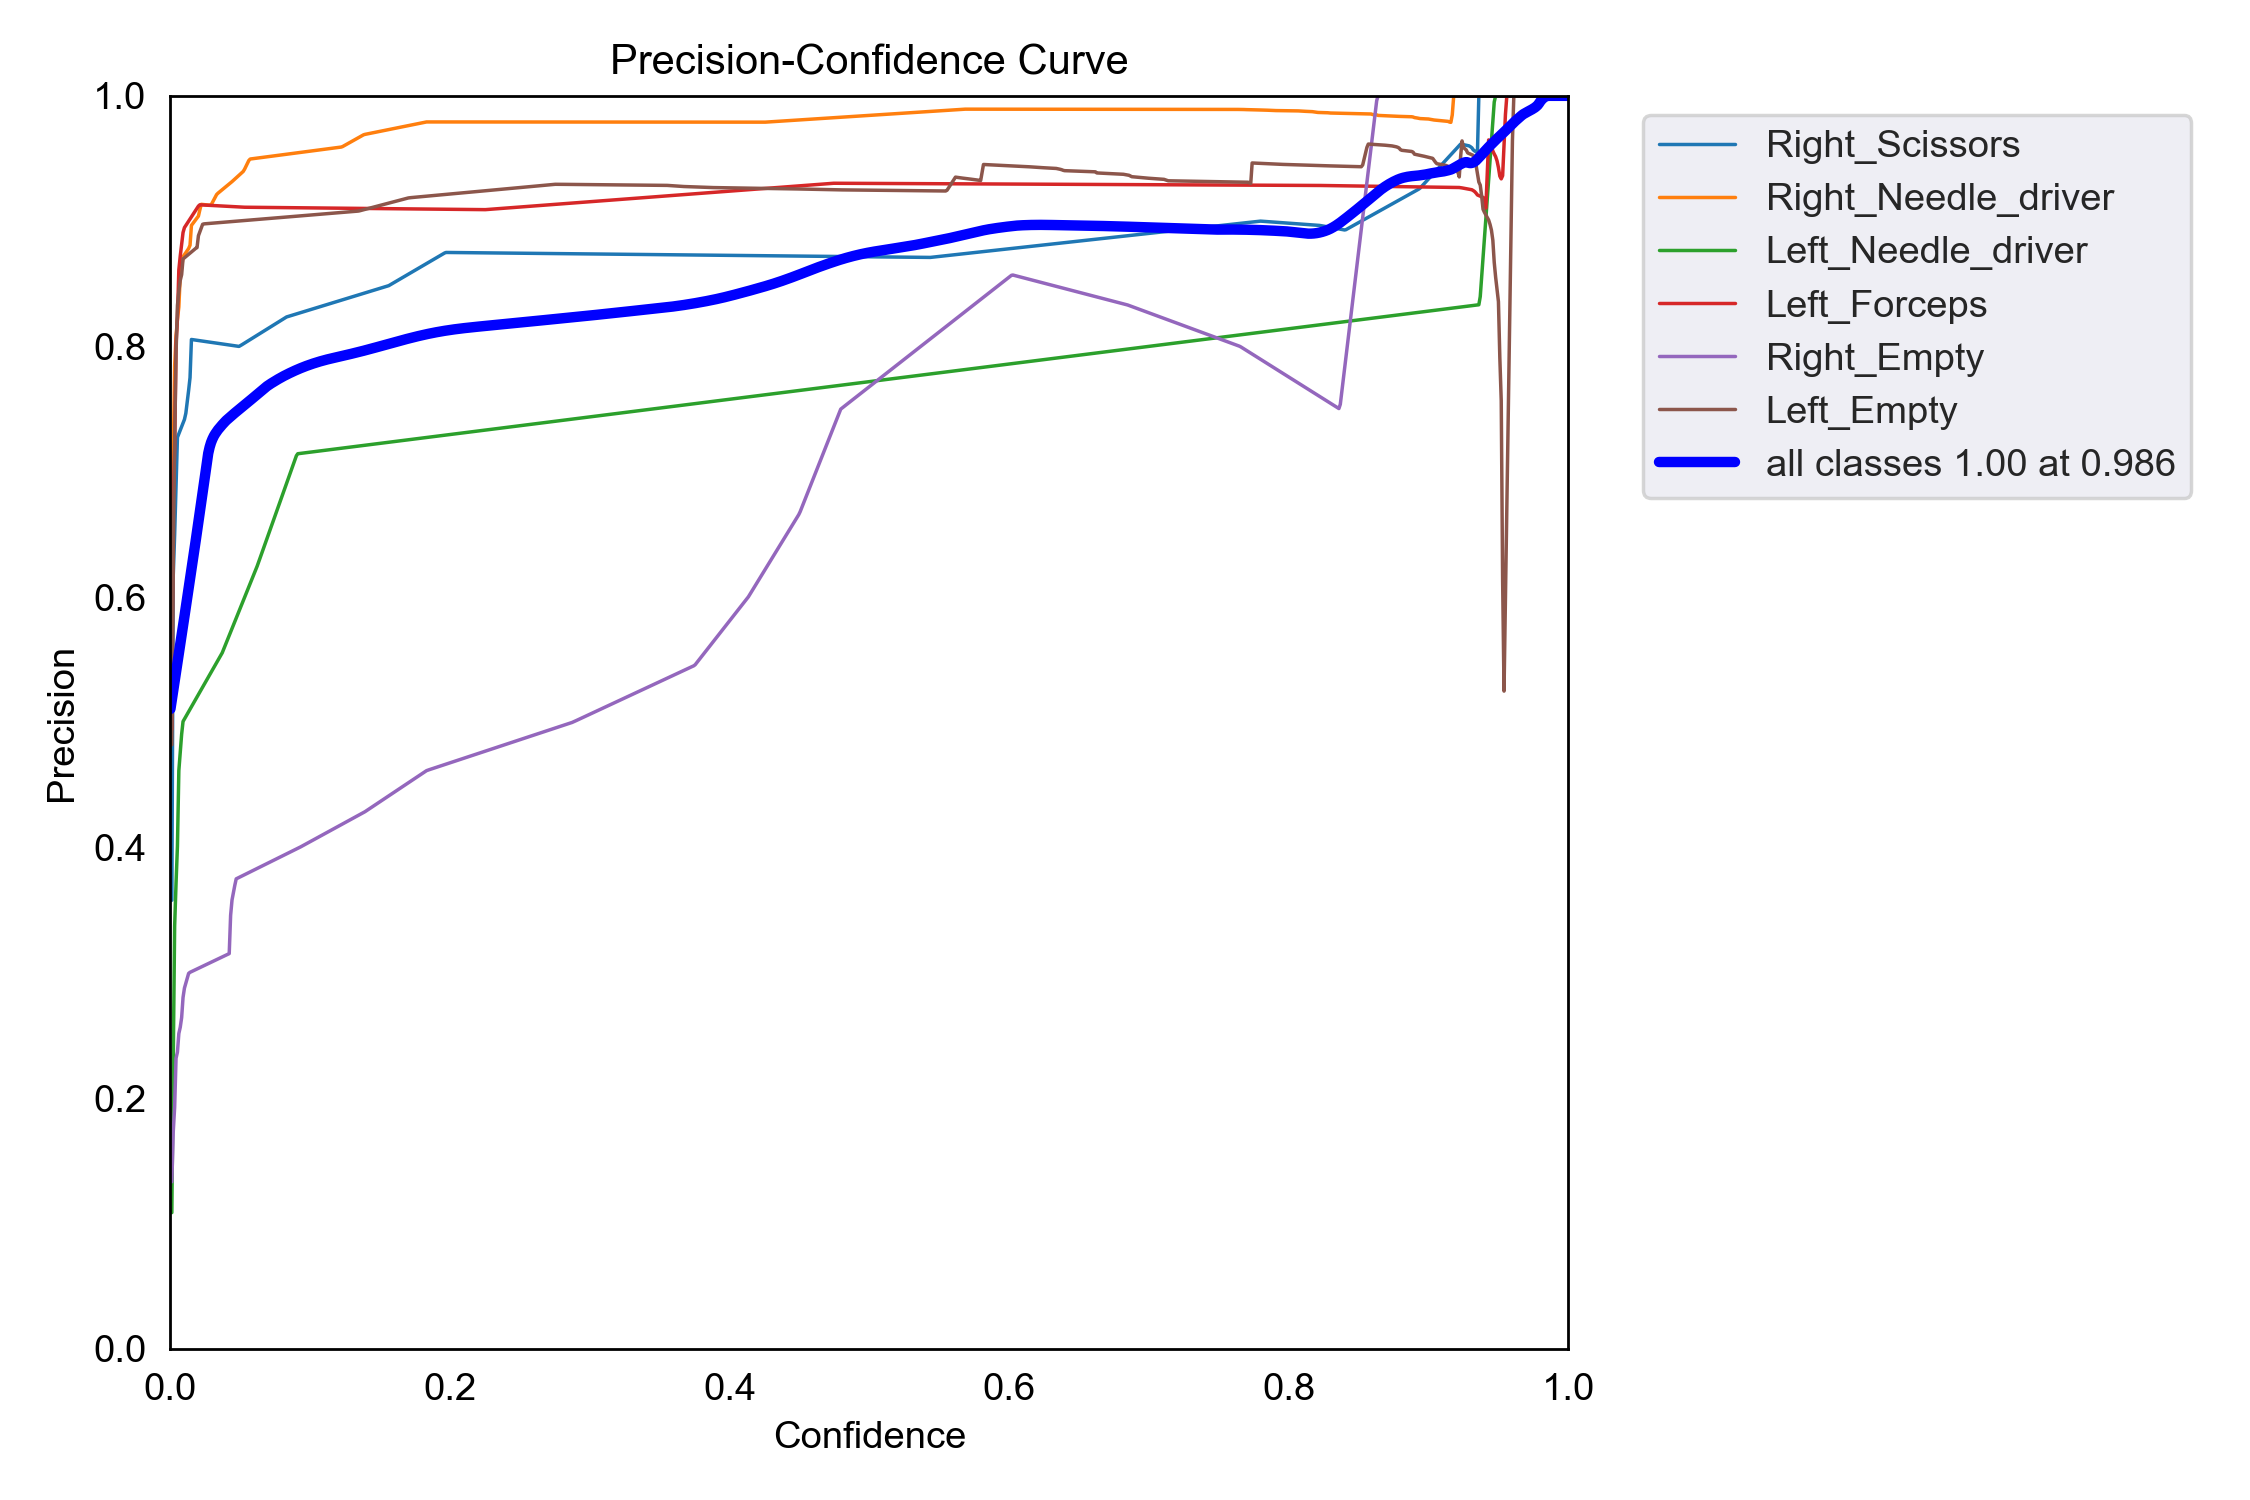 Precision-Confidence Curve
1.0
0.8
0.6
0.4
0.2
0.0
Precision
0.0 0.2 0.4 0.6 0.8 1.0
Confidence
Right_Scissors
Right_Needle_driver
Left_Needle_driver
Left_Forceps
Right_Empty
Left_Empty
all classes 1.00 at 0.986